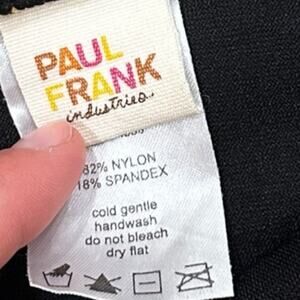 PAUL
FRANK
industries..
82% NYLON
18% SPANDEX
cold gentle
handwash
do not bleach
dry flat